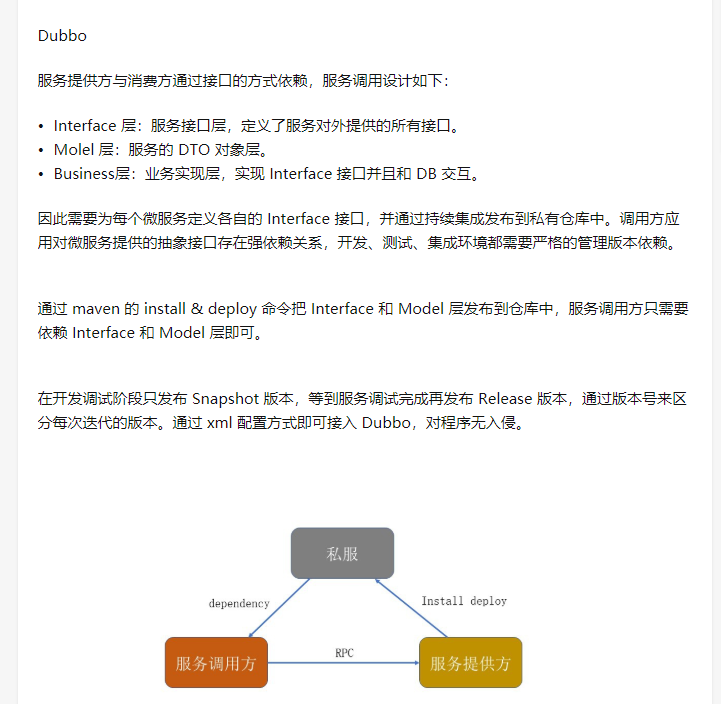 Dubbo
服务提供方与消费方通过接口的方式依赖，服务调用设计如下：
• Interface 层：服务接口层，定义了服务对外提供的所有接口。
• Molel 层：服务的 DTO 对象层。
• Business层：业务实现层，实现 Interface 接口并且和 DB 交互。
因此需要为每个微服务定义各自的 Interface 接口，并通过持续集成发布到私有仓库中。调用方应
用对微服务提供的抽象接口存在强依赖关系，开发、测试、集成环境都需要严格的管理版本依赖。
通过 maven 的 install & deploy 命令把 Interface 和 Model 层发布到仓库中，服务调用方只需要
依赖 Interface 和 Model 层即可。
在开发调试阶段只发布 Snapshot 版本，等到服务调试完成再发布 Release 版本，通过版本号来区
分每次迭代的版本。通过 xml 配置方式即可接入 Dubbo，对程序无入侵。
私服
dependency
Install deploy
服务调用方
RPC
服务提供方